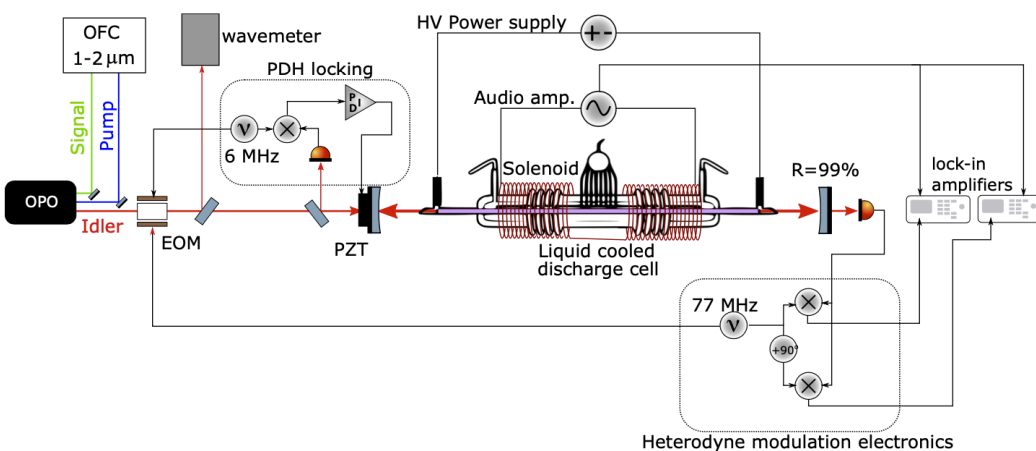 OFC
1-2 μm
wavemeter
HV Power supply
+-
PDH locking
Signal
Pump
P
I
D
ν
6 MHz
Audio amp.
Solenoid
R=99%
lock-in
amplifiers
OPO
Idler
EOM
PZT
Liquid cooled
discharge cell
77 MHz
ν
+90°
Heterodyne modulation electronics